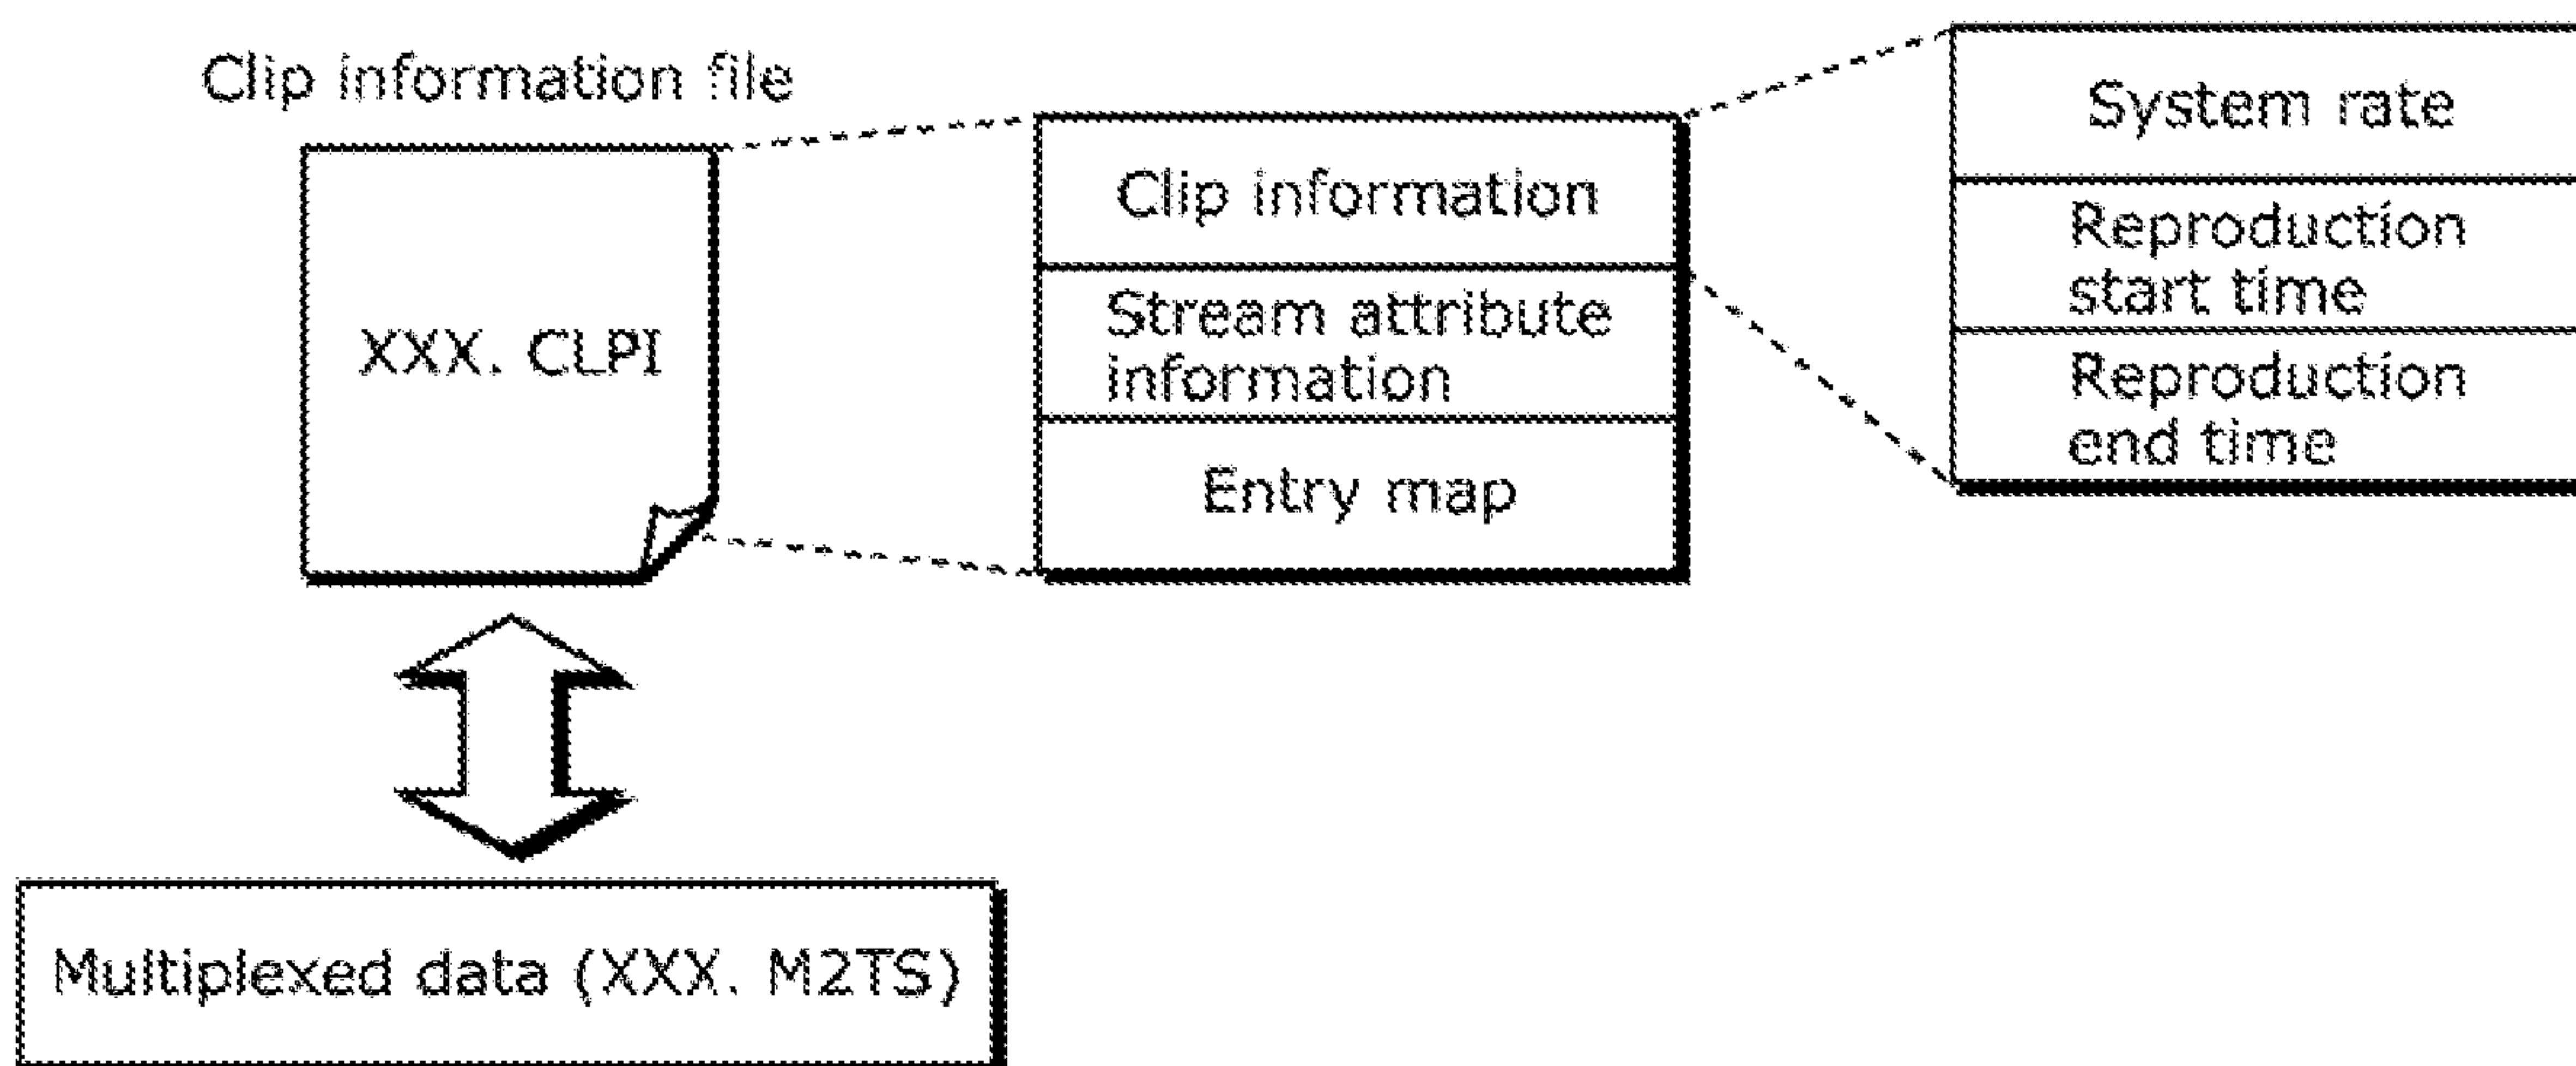 Clip information file
XXX. CLPI
Clip information
Stream attribute
information
Entry map
System rate
Reproduction
start time
Reproduction
end time
Multiplexed data (XXX. M2TS)